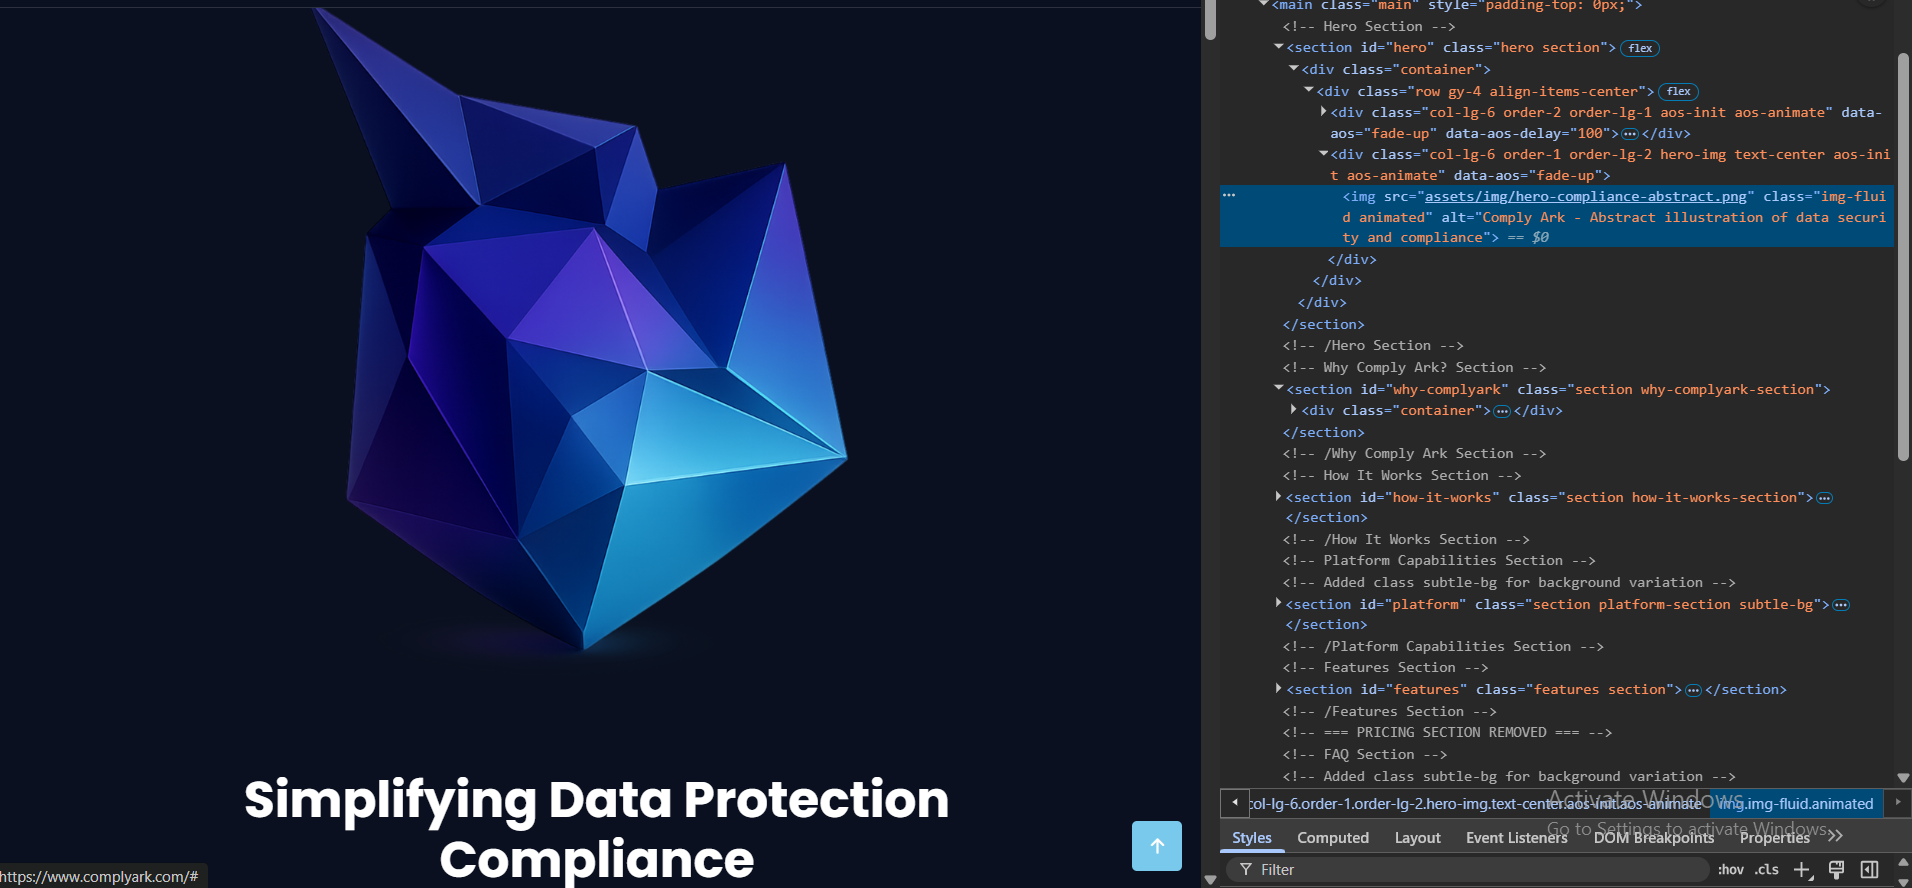 Simplifying Data Protection
Compliance
https://www.complyark.com/#
<main class="main" style="padding-top: 0px;">
<!-- Hero Section -->
<section id="hero" class="hero section"> flex
<div class="container">
<div class="row gy-4 align-items-center"> flex
<div class="col-lg-6 order-2 order-lg-1 aos-init aos-animate" data-
aos="fade-up" data-aos-delay="100"> ••• </div>
<div class="col-lg-6 order-1 order-lg-2 hero-img text-center aos-ini
t aos-animate" data-aos="fade-up">
••• <img src="assets/img/hero-compliance-abstract.png" class="img-flui
d animated" alt="Comply Ark - Abstract illustration of data securi
ty and compliance"> == $0
</div>
</div>
</div>
</section>
<!-- /Hero Section -->
<!-- Why Comply Ark? Section -->
<section id="why-complyark" class="section why-complyark-section">
<div class="container"> ••• </div>
</section>
<!-- /Why Comply Ark Section -->
<!-- How It Works Section -->
<section id="how-it-works" class="section how-it-works-section"> •••
</section>
<!-- /How It Works Section -->
<!-- Platform Capabilities Section -->
<!-- Added class subtle-bg for background variation -->
<section id="platform" class="section platform-section subtle-bg"> •••
</section>
<!-- /Platform Capabilities Section -->
<!-- Features Section -->
<section id="features" class="features section"> ••• </section>
<!-- /Features Section -->
<!-- === PRICING SECTION REMOVED === -->
<!-- FAQ Section -->
<!-- Added class subtle-bg for background variation -->
col-lg-6.order-1.order-lg-2.hero-img.text-center.aos-init.aos-animate img.img-fluid.animated
Activate Windows
Go to Settings to activate Windows.
Styles Computed Layout Event Listeners DOM Breakpoints Properties
Filter :hov .cls